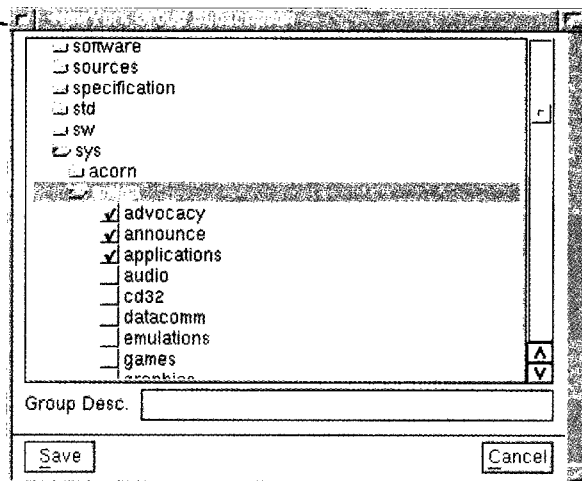 software
sources
specification
std
sw
sys
acorn
advocacy
announce
applications
audio
cd32
datacomm
emulations
games
graphics
Group Desc.
Save
Cancel